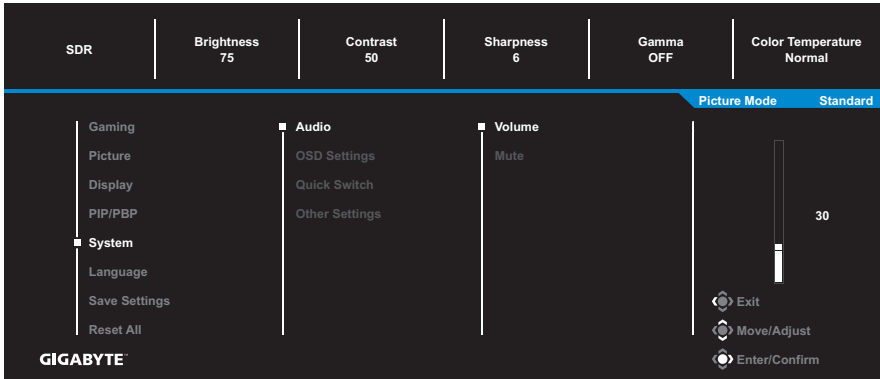 SDR
Brightness
75
Contrast
50
Sharpness
6
Gamma
OFF
Color Temperature
Normal
Picture Mode Standard
Gaming
Picture
Display
PIP/PBP
System
Language
Save Settings
Reset All
Audio
OSD Settings
Quick Switch
Other Settings
Volume
Mute
30
Exit
Move/Adjust
Enter/Confirm
GIGABYTE™